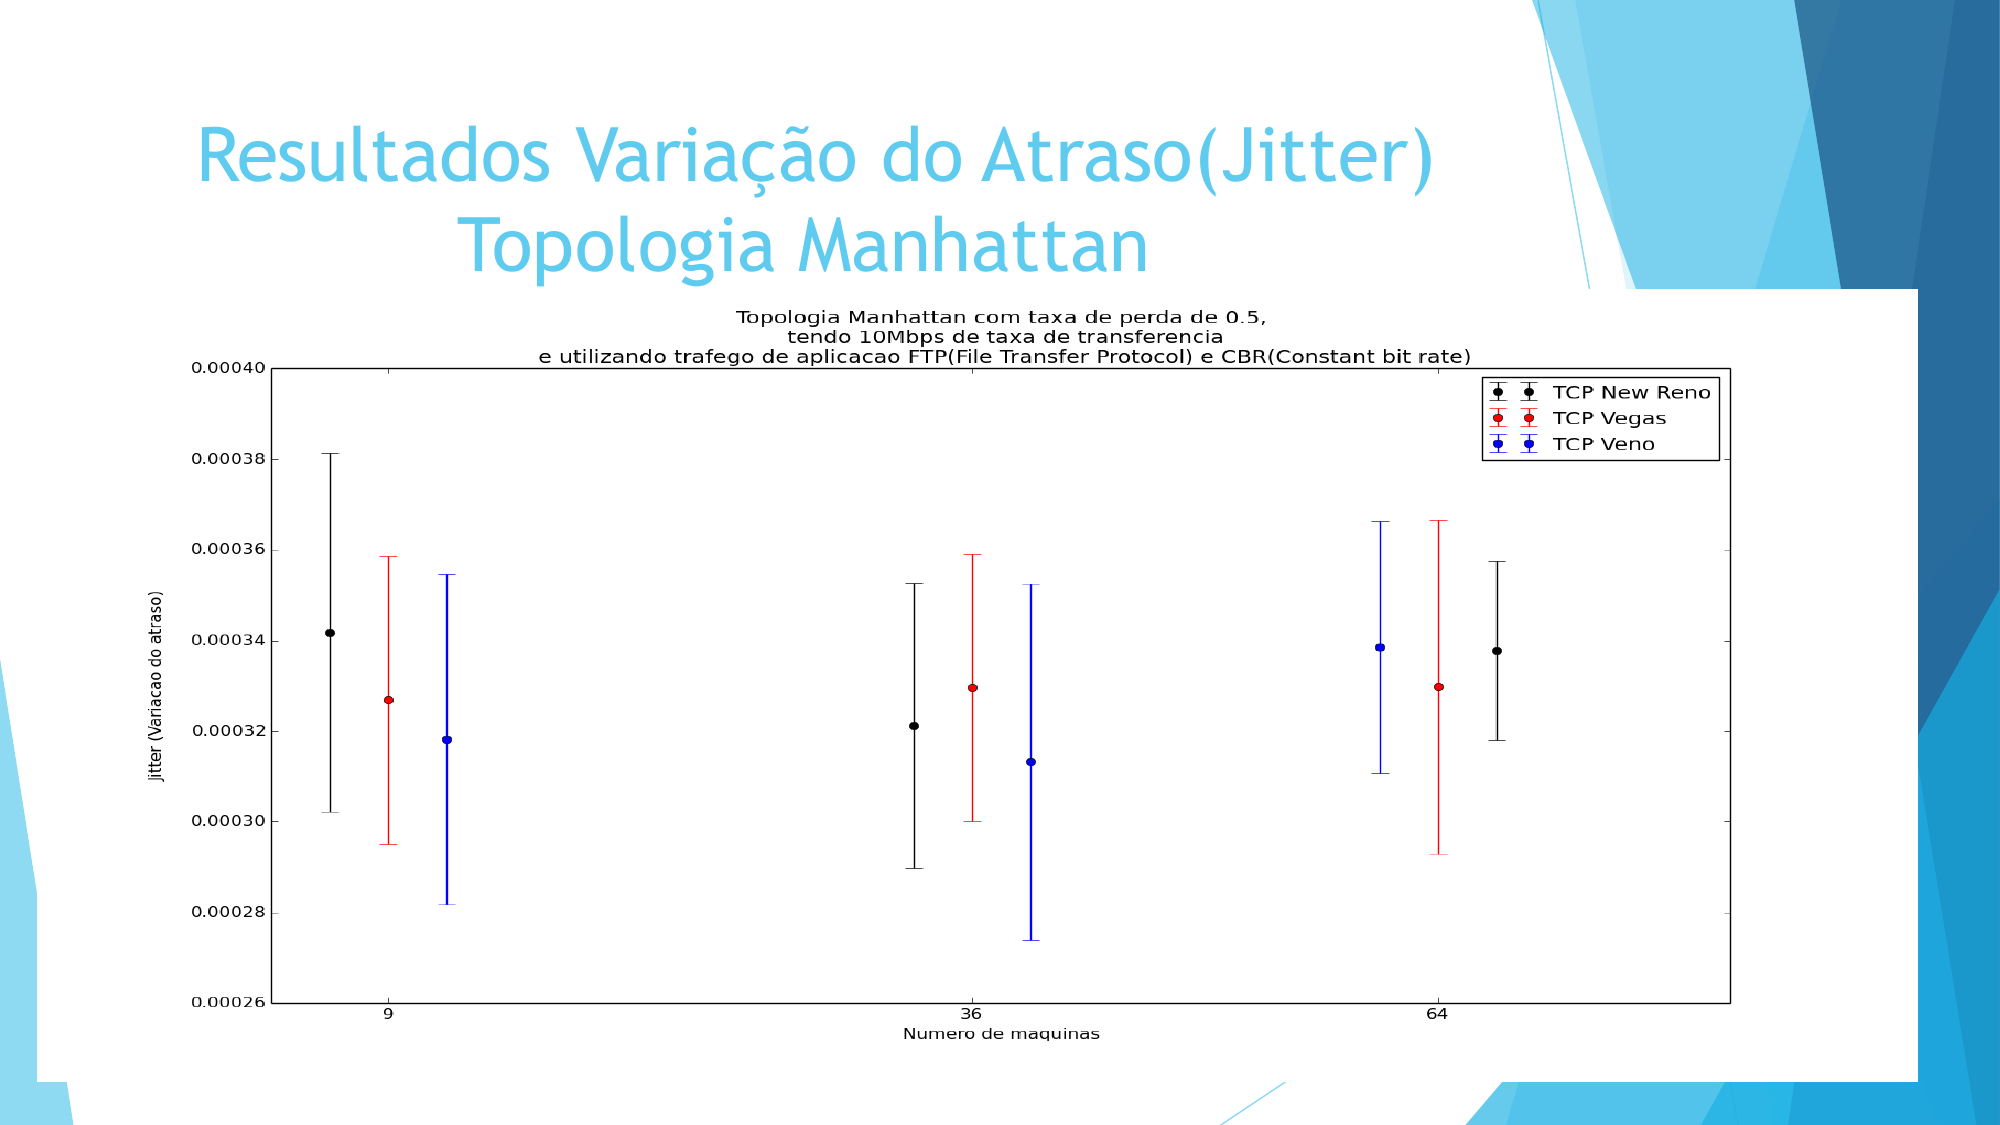 Resultados Variação do Atraso(Jitter)
Topologia Manhattan
Topologia Manhattan com taxa de perda de 0.5,
tendo 10Mbps de taxa de transferencia
e utilizando trafego de aplicacao FTP(File Transfer Protocol) e CBR(Constant bit rate)
0.00040
0.00038
0.00036
0.00034
0.00032
0.00030
0.00028
0.00026
Jitter (Variacao do atraso)
TCP New Reno
TCP Vegas
TCP Veno
9
36
64
Numero de maquinas